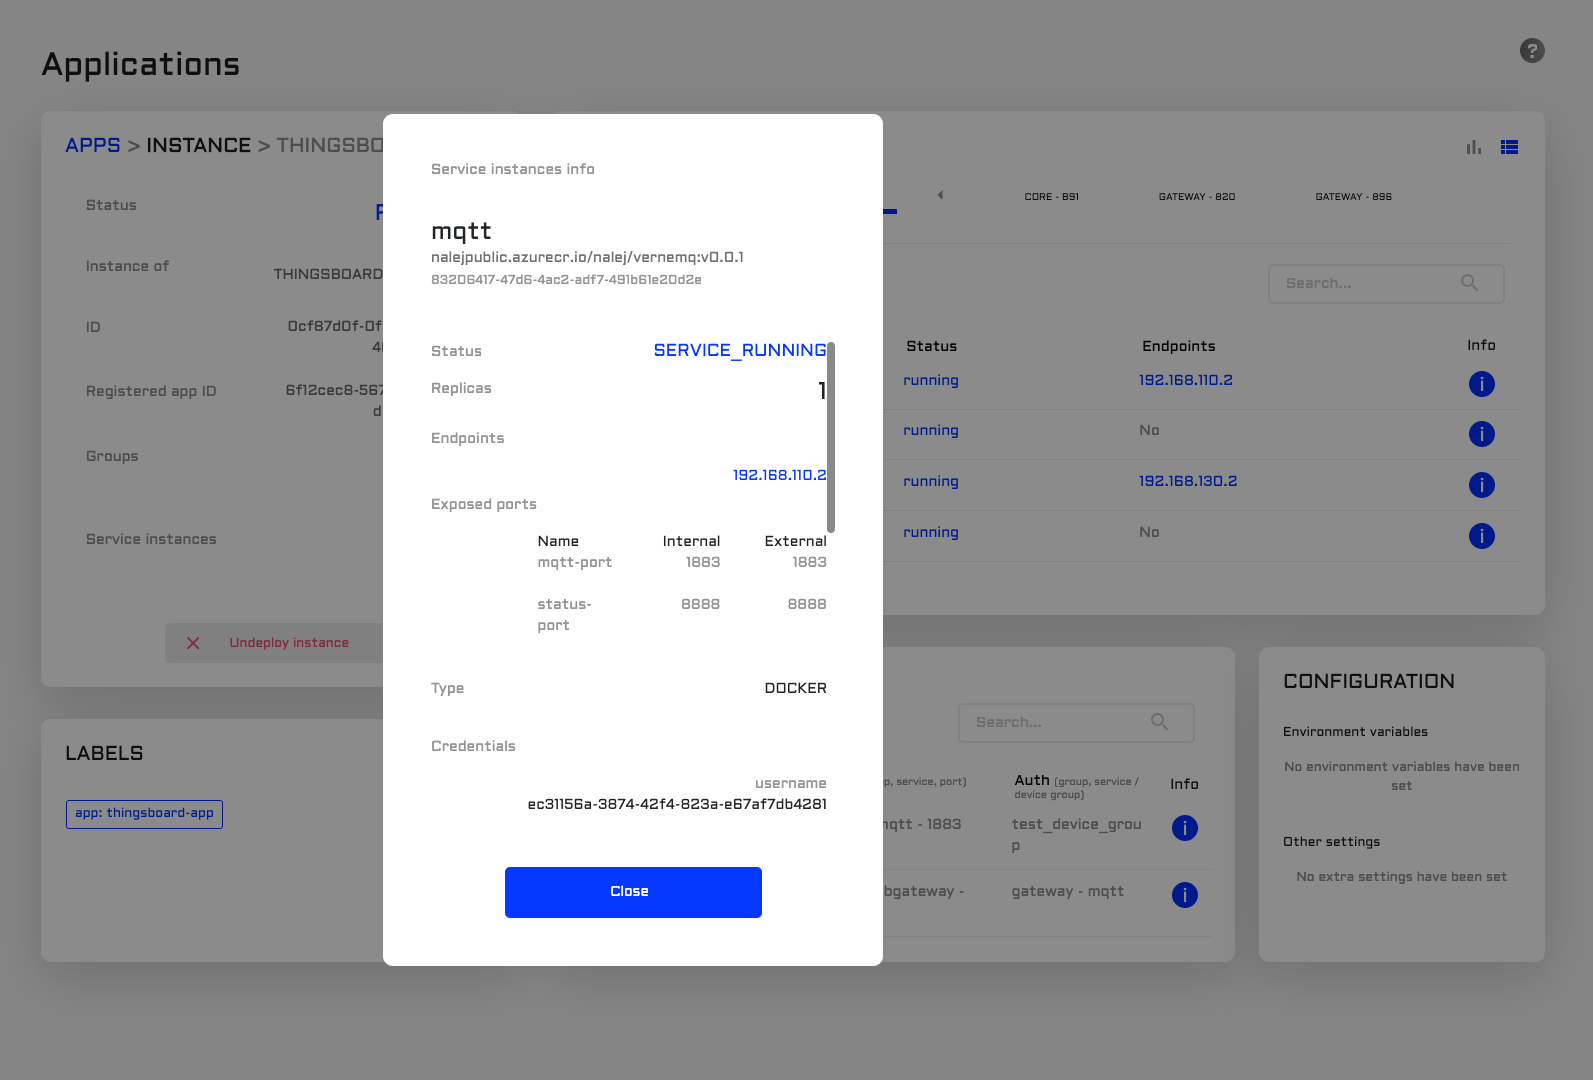 Applications
?
APPS > INSTANCE > THINGSBO
Status
Instance of
THINGSBOARD
ID
0cf87d0f-0f
Registered app ID
6f12cec8-567
d
Groups
Service instances
Undeploy instance
LABELS
app: thingsboard-app
Service instances info
mqtt
nalejpublic.azurecr.io/nalej/vernemq:v0.0.1
83206417-47d6-4ac2-adf7-491b61e20d2e
Status SERVICE_RUNNING
Replicas 1
Endpoints
192.168.110.2
Exposed ports
Name Internal External
mqtt-port 1883 1883
status- 8888 8888
port
Type DOCKER
Credentials
username
ec31156a-3874-42f4-823a-e67af7db4281
Close
CORE - B91 GATEWAY - 820 GATEWAY - 896
Search...
Status Endpoints Info
running 192.168.110.2 i
running No i
running 192.168.130.2 i
running No i
Search...
p, service, port) Auth (group, service / Info
device group)
mqtt - 1883 test_device_grou i
p
bgateway - gateway - mqtt i
CONFIGURATION
Environment variables
No environment variables have been
set
Other settings
No extra settings have been set